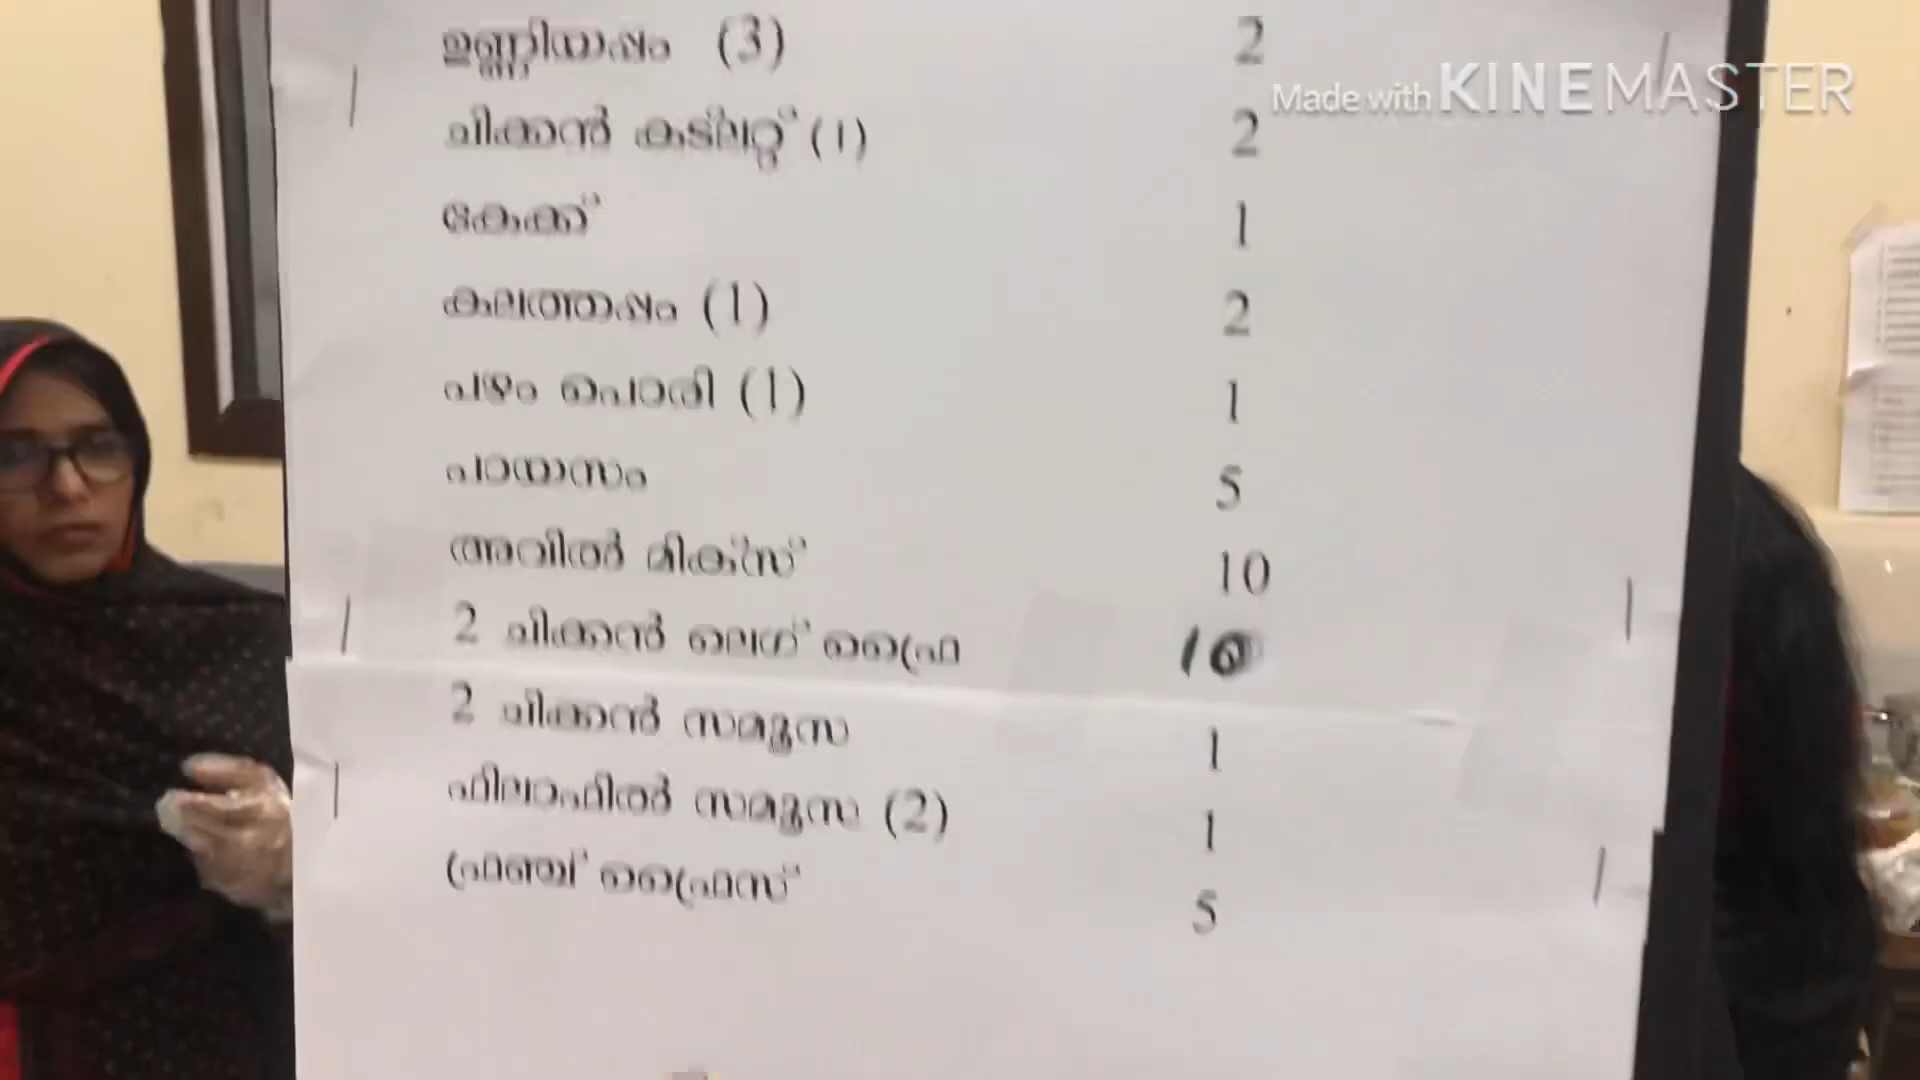 ഉണ്ണിയപ്പം (3) 2
Made with KINEMASTER
ചിക്കൻ കട്ലറ്റ് (1) 2
കേക്ക് 1
കലത്തപ്പം (1) 2
പഴം പൊരി (1) 1
പായസം 5
അവിൽ മിക്സ് 10
2 ചിക്കൻ ലെഗ് ഫ്രൈ 10
2 ചിക്കൻ സമൂസ 1
ഫിലാഫിൽ സമൂസ (2) 1
ഫ്രഞ്ച് ഫ്രൈസ് 5